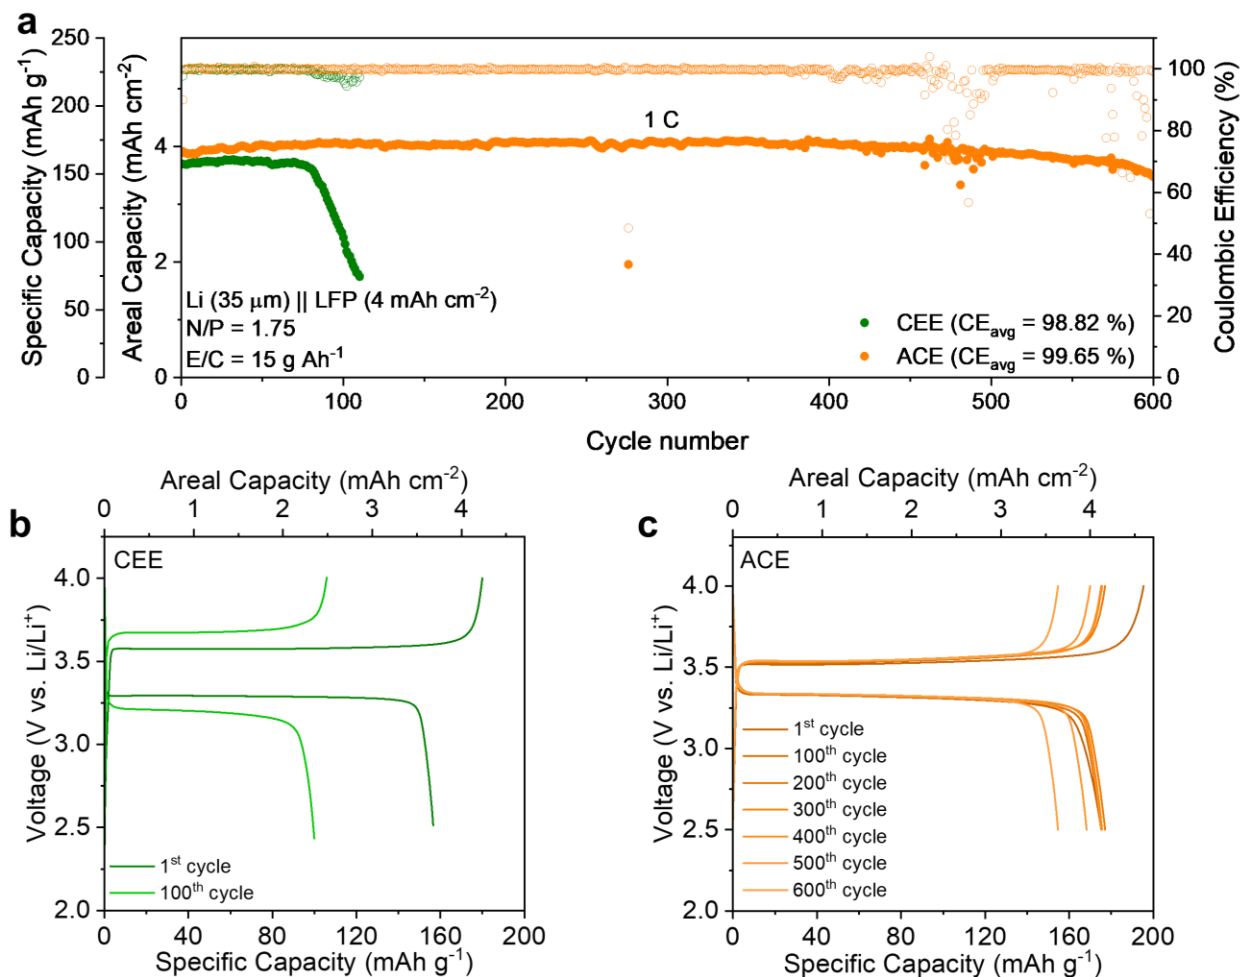 a
Specific Capacity (mAh g⁻¹)
250
200
150
100
50
0
Areal Capacity (mAh cm⁻²)
4
2
0
1 C
Li (35 μm) || LFP (4 mAh cm⁻²)
N/P = 1.75
E/C = 15 g Ah⁻¹
CEE (CEavg = 98.82 %)
ACE (CEavg = 99.65 %)
100
80
60
40
20
0
Coulombic Efficiency (%)
0 100 200 300 400 500 600
Cycle number
b
Areal Capacity (mAh cm⁻²)
0 1 2 3 4
CEE
Voltage (V vs. Li/Li⁺)
4.0
3.5
3.0
2.5
2.0
1st cycle
100th cycle
0 40 80 120 160 200
Specific Capacity (mAh g⁻¹)
c
Areal Capacity (mAh cm⁻²)
0 1 2 3 4
ACE
Voltage (V vs. Li/Li⁺)
4.0
3.5
3.0
2.5
2.0
1st cycle
100th cycle
200th cycle
300th cycle
400th cycle
500th cycle
600th cycle
0 40 80 120 160 200
Specific Capacity (mAh g⁻¹)